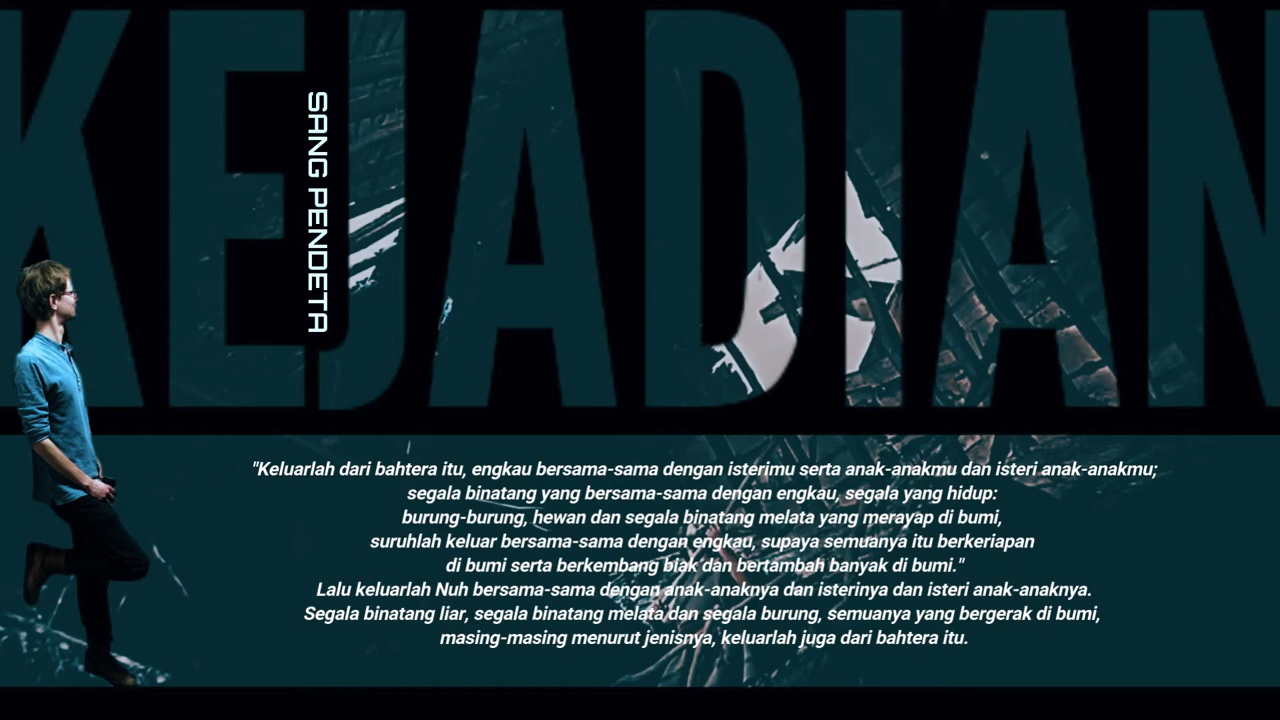 KEJADIAN
SANG PENDETA
"Keluarlah dari bahtera itu, engkau bersama-sama dengan isterimu serta anak-anakmu dan isteri anak-anakmu;
segala binatang yang bersama-sama dengan engkau, segala yang hidup:
burung-burung, hewan dan segala binatang melata yang merayap di bumi,
suruhlah keluar bersama-sama dengan engkau, supaya semuanya itu berkeriapan
di bumi serta berkembang biak dan bertambah banyak di bumi."
Lalu keluarlah Nuh bersama-sama dengan anak-anaknya dan isterinya dan isteri anak-anaknya.
Segala binatang liar, segala binatang melata dan segala burung, semuanya yang bergerak di bumi,
masing-masing menurut jenisnya, keluarlah juga dari bahtera itu.